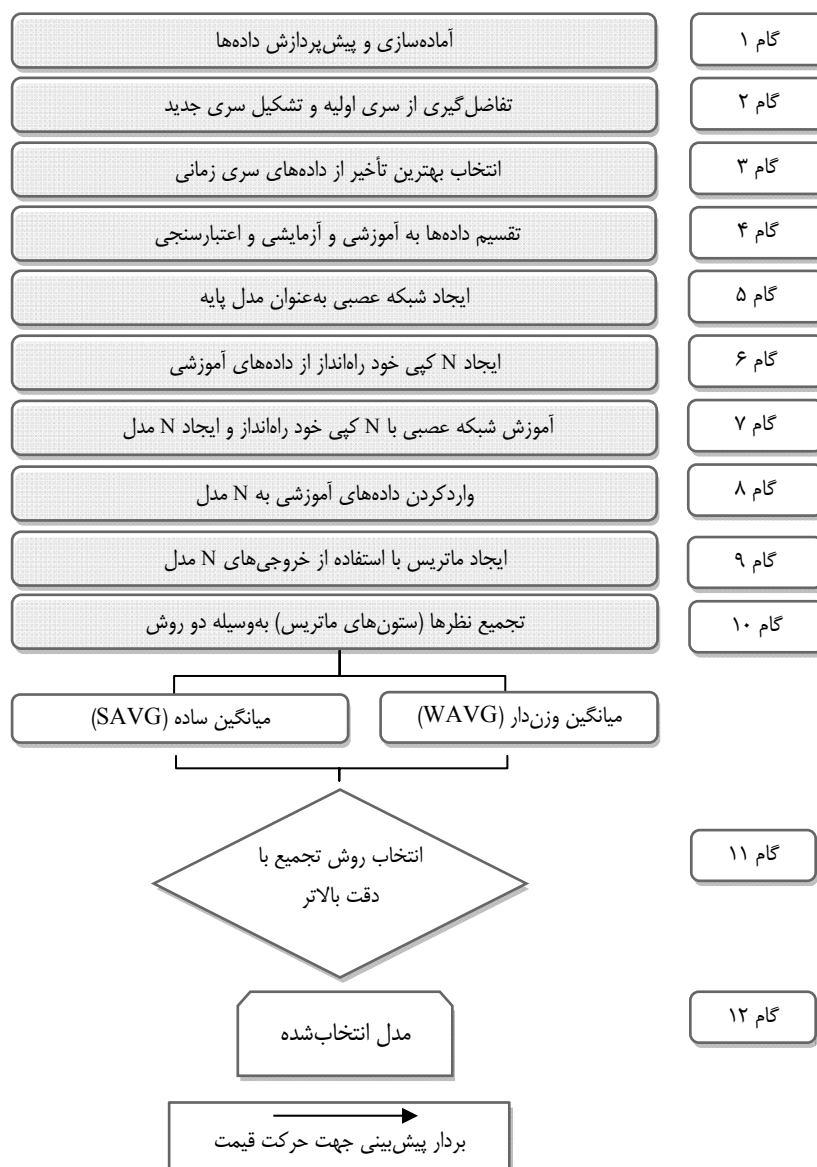 گام ۱
آماده‌سازی و پیش‌پردازش داده‌ها
گام ۲
تفاضل‌گیری از سری اولیه و تشکیل سری جدید
گام ۳
انتخاب بهترین تأخیر از داده‌های سری زمانی
گام ۴
تقسیم داده‌ها به آموزشی و آزمایشی و اعتبارسنجی
گام ۵
ایجاد شبکه عصبی به‌عنوان مدل پایه
گام ۶
ایجاد N کپی خود راه‌انداز از داده‌های آموزشی
گام ۷
آموزش شبکه عصبی با N کپی خود راه‌انداز و ایجاد N مدل
گام ۸
واردکردن داده‌های آموزشی به N مدل
گام ۹
ایجاد ماتریس با استفاده از خروجی‌های N مدل
گام ۱۰
تجمیع نظرها (ستون‌های ماتریس) به‌وسیله دو روش
میانگین وزن‌دار (WAVG)
میانگین ساده (SAVG)
گام ۱۱
انتخاب روش تجمیع با
دقت بالاتر
گام ۱۲
مدل انتخاب‌شده
بردار پیش‌بینی جهت حرکت قیمت